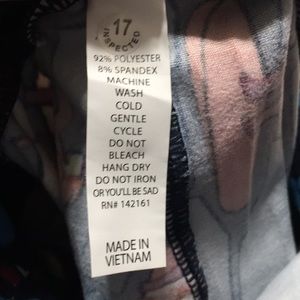 17
INSPECTED
92% POLYESTER
8% SPANDEX
MACHINE
WASH
COLD
GENTLE
CYCLE
DO NOT
BLEACH
HANG DRY
DO NOT IRON
OR YOU'LL BE SAD
RN# 142161
MADE IN
VIETNAM